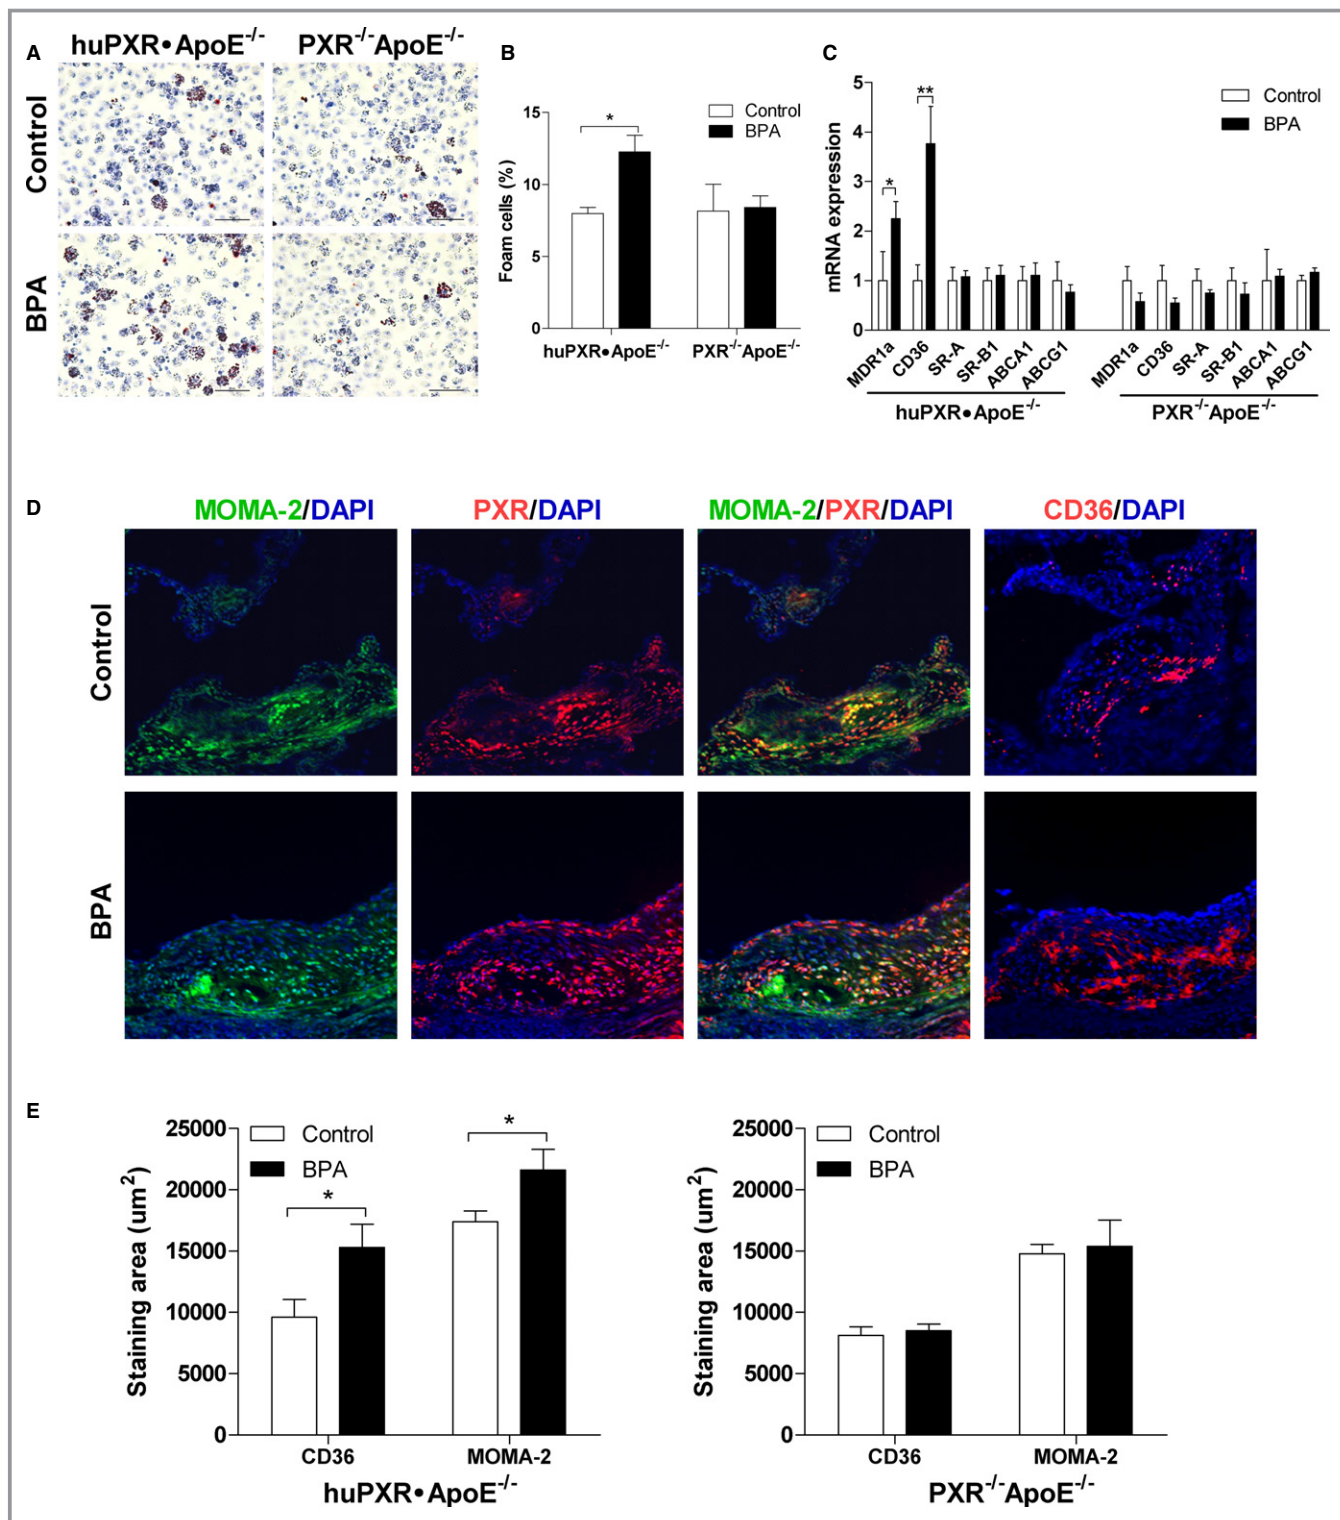 A
huPXR•ApoE-/-
PXR-/-ApoE-/-
Control
BPA
B
Control
BPA
*
Foam cells (%)
15
10
5
0
huPXR•ApoE-/-
PXR-/-ApoE-/-
C
Control
BPA
mRNA expression
5
4
3
2
1
0
*
**
MDR1a
CD36
SR-A
SR-B1
ABCA1
ABCG1
MDR1a
CD36
SR-A
SR-B1
ABCA1
ABCG1
huPXR•ApoE-/-
PXR-/-ApoE-/-
D
MOMA-2/DAPI
PXR/DAPI
MOMA-2/PXR/DAPI
CD36/DAPI
Control
BPA
E
Staining area (um2)
25000
20000
15000
10000
5000
0
Control
BPA
*
*
CD36
MOMA-2
huPXR•ApoE-/-
Staining area (um2)
25000
20000
15000
10000
5000
0
Control
BPA
CD36
MOMA-2
PXR-/-ApoE-/-